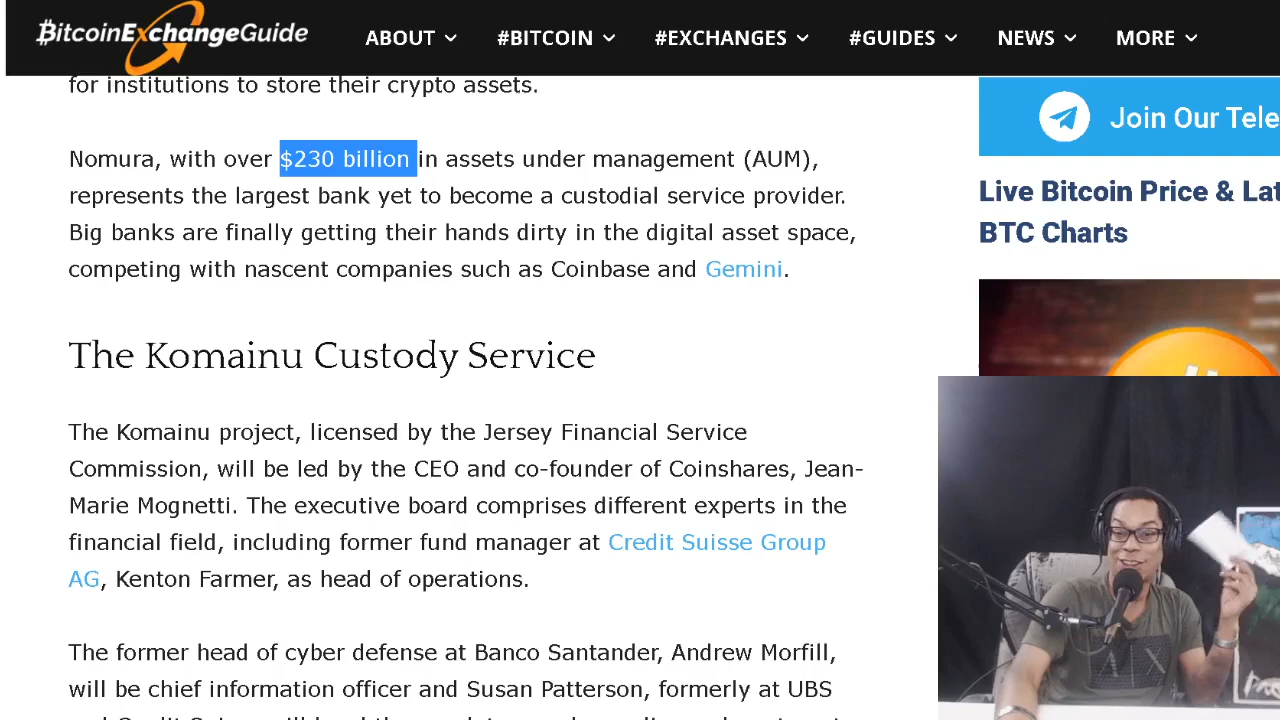 BitcoinExchangeGuide
ABOUT #BITCOIN #EXCHANGES #GUIDES NEWS MORE
for institutions to store their crypto assets.
Nomura, with over $230 billion in assets under management (AUM),
represents the largest bank yet to become a custodial service provider.
Big banks are finally getting their hands dirty in the digital asset space,
competing with nascent companies such as Coinbase and Gemini.
The Komainu Custody Service
The Komainu project, licensed by the Jersey Financial Service
Commission, will be led by the CEO and co-founder of Coinshares, Jean-
Marie Mognetti. The executive board comprises different experts in the
financial field, including former fund manager at Credit Suisse Group
AG, Kenton Farmer, as head of operations.
The former head of cyber defense at Banco Santander, Andrew Morfill,
will be chief information officer and Susan Patterson, formerly at UBS
Join Our Tele
Live Bitcoin Price & Lat
BTC Charts